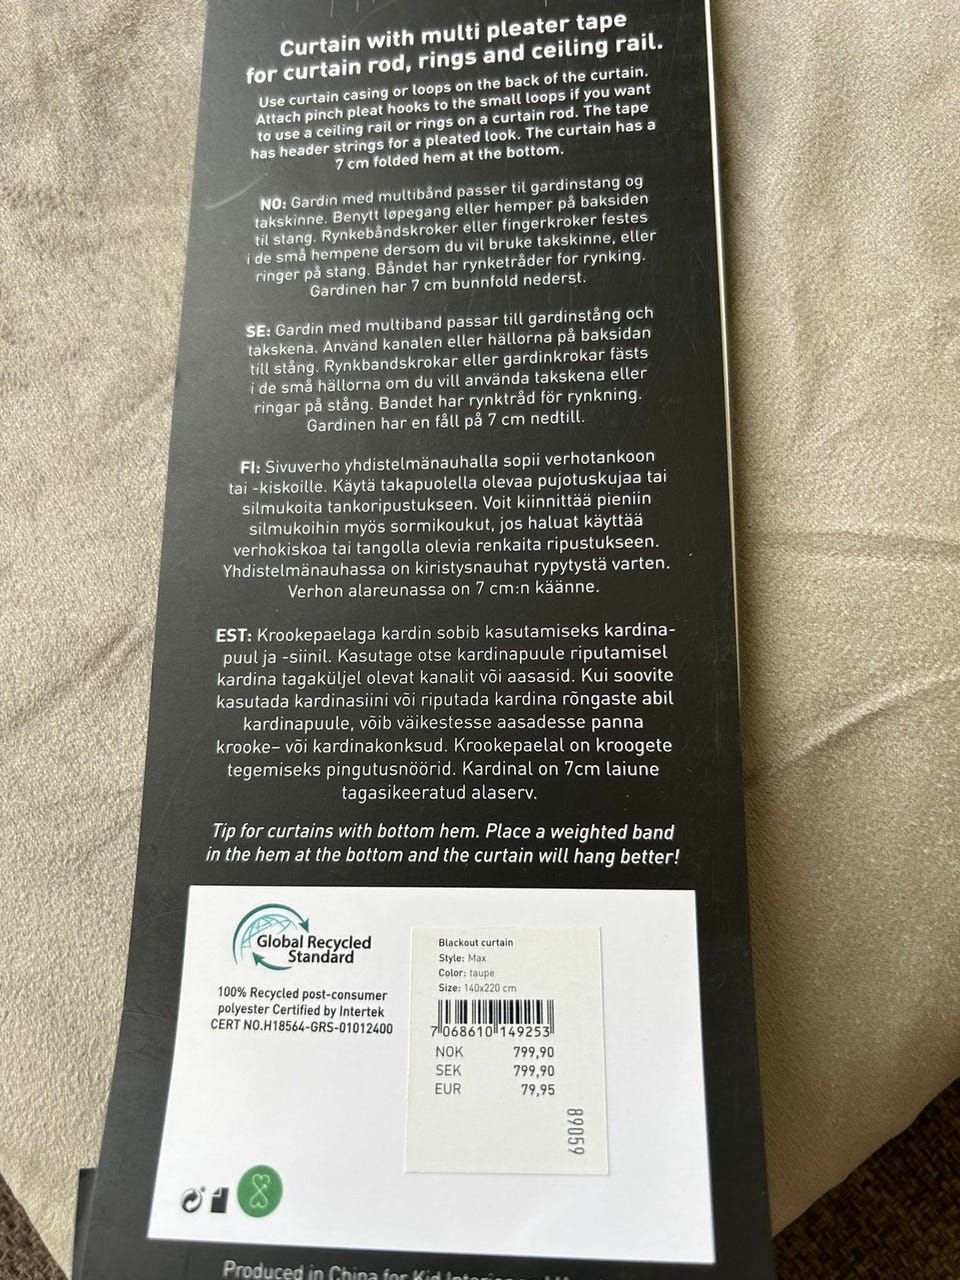 Curtain with multi pleater tape
for curtain rod, rings and ceiling rail.
Use curtain casing or loops on the back of the curtain.
Attach pinch pleat hooks to the small loops if you want
to use a ceiling rail or rings on a curtain rod. The tape
has header strings for a pleated look. The curtain has a
7 cm folded hem at the bottom.
NO: Gardin med multibånd passer til gardinstang og
takskinne. Benytt løpegang eller hemper på baksiden
til stang. Rynkebåndskroker eller fingerkroker festes
i de små hempene dersom du vil bruke takskinne, eller
ringer på stang. Båndet har rynketråder for rynking.
Gardinen har 7 cm bunnfold nederst.
SE: Gardin med multiband passar till gardinstång och
takskena. Använd kanalen eller hällorna på baksidan
till stång. Rynkbandskrokar eller gardinkrokar fästs
i de små hällorna om du vill använda takskena eller
ringar på stång. Bandet har rynktråd för rynkning.
Gardinen har en fåll på 7 cm nedtill.
FI: Sivuverho yhdistelmänauhalla sopii verhotankoon
tai -kiskoille. Käytä takapuolella olevaa pujotuskujaa tai
silmukoita tankoripustukseen. Voit kiinnittää pieniin
silmukoihin myös sormikoukut, jos haluat käyttää
verhokiskoa tai tangolla olevia renkaita ripustukseen.
Yhdistelmänauhassa on kiristysnauhat rypytystä varten.
Verhon alareunassa on 7 cm:n käänne.
EST: Krookepaelaga kardin sobib kasutamiseks kardina-
puul ja -siinil. Kasutage otse kardinapuule riputamisel
kardina tagaküljel olevat kanalit või aasasid. Kui soovite
kasutada kardinasiini või riputada kardina rõngaste abil
kardinapuule, võib väikestesse aasadesse panna
krooke– või kardinakonksud. Krookepaelal on kroogete
tegemiseks pingutusnöörid. Kardinal on 7cm laiune
tagasikeeratud alaserv.
Tip for curtains with bottom hem. Place a weighted band
in the hem at the bottom and the curtain will hang better!
Global Recycled
Standard
100% Recycled post-consumer
polyester Certified by Intertek
CERT NO.H18564-GRS-01012400
Blackout curtain
Style: Max
Color: taupe
Size: 140x220 cm
7 068610 149253
NOK 799,90
SEK 799,90
EUR 79,95
89059
Produced in China for Kid Interior